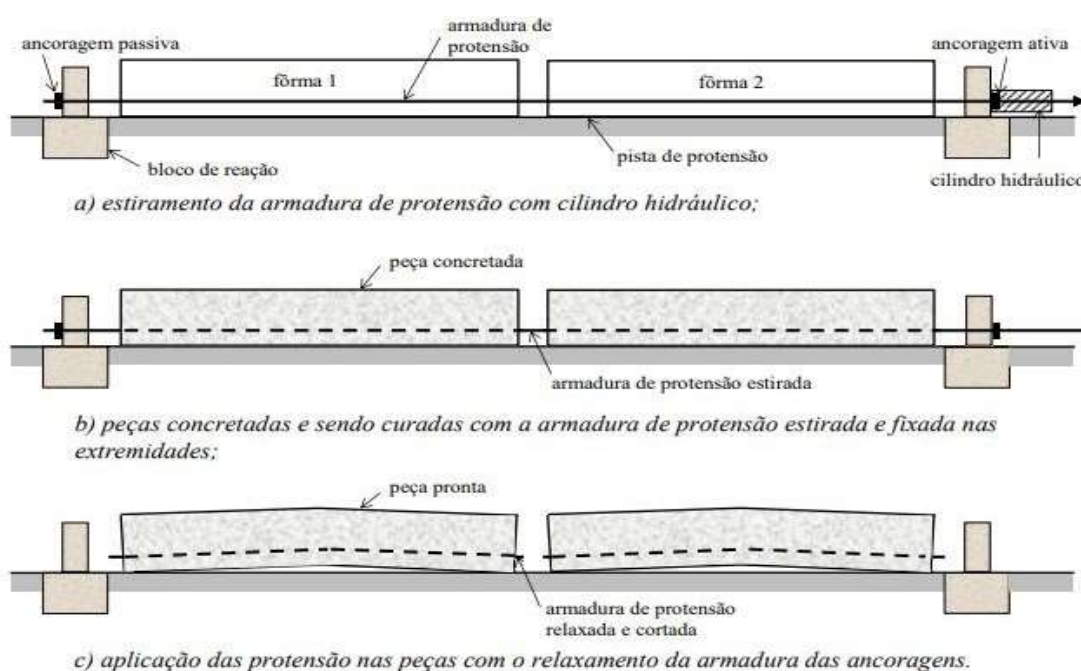 armadura de
protensão
ancoragem passiva
ancoragem ativa
fôrma 1
fôrma 2
bloco de reação
pista de protensão
cilindro hidráulico
a) estiramento da armadura de protensão com cilindro hidráulico;
peça concretada
armadura de protensão estirada
b) peças concretadas e sendo curadas com a armadura de protensão estirada e fixada nas
extremidades;
peça pronta
armadura de protensão
relaxada e cortada
c) aplicação das protensão nas peças com o relaxamento da armadura das ancoragens.